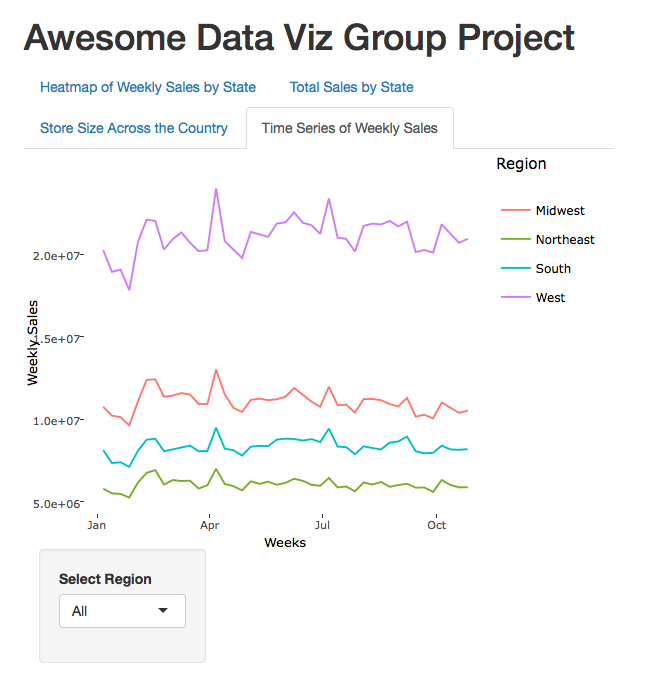 Awesome Data Viz Group Project
Heatmap of Weekly Sales by State Total Sales by State
Store Size Across the Country Time Series of Weekly Sales
Region
Midwest
Northeast
South
West
Weekly Sales
2.0e+07
1.5e+07
1.0e+07
5.0e+06
Jan Apr Jul Oct
Weeks
Select Region
All